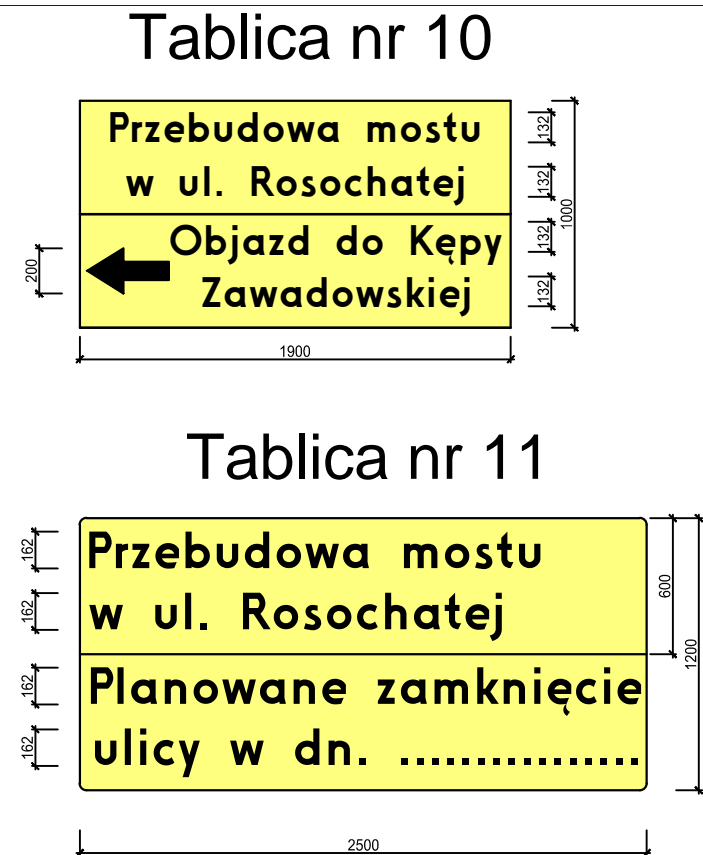 Tablica nr 10
Przebudowa mostu
w ul. Rosochatej
Objazd do Kępy
Zawadowskiej
132
132
132
132
1000
200
1900
Tablica nr 11
Przebudowa mostu
w ul. Rosochatej
Planowane zamknięcie
ulicy w dn. ................
162
162
162
162
600
1200
2500